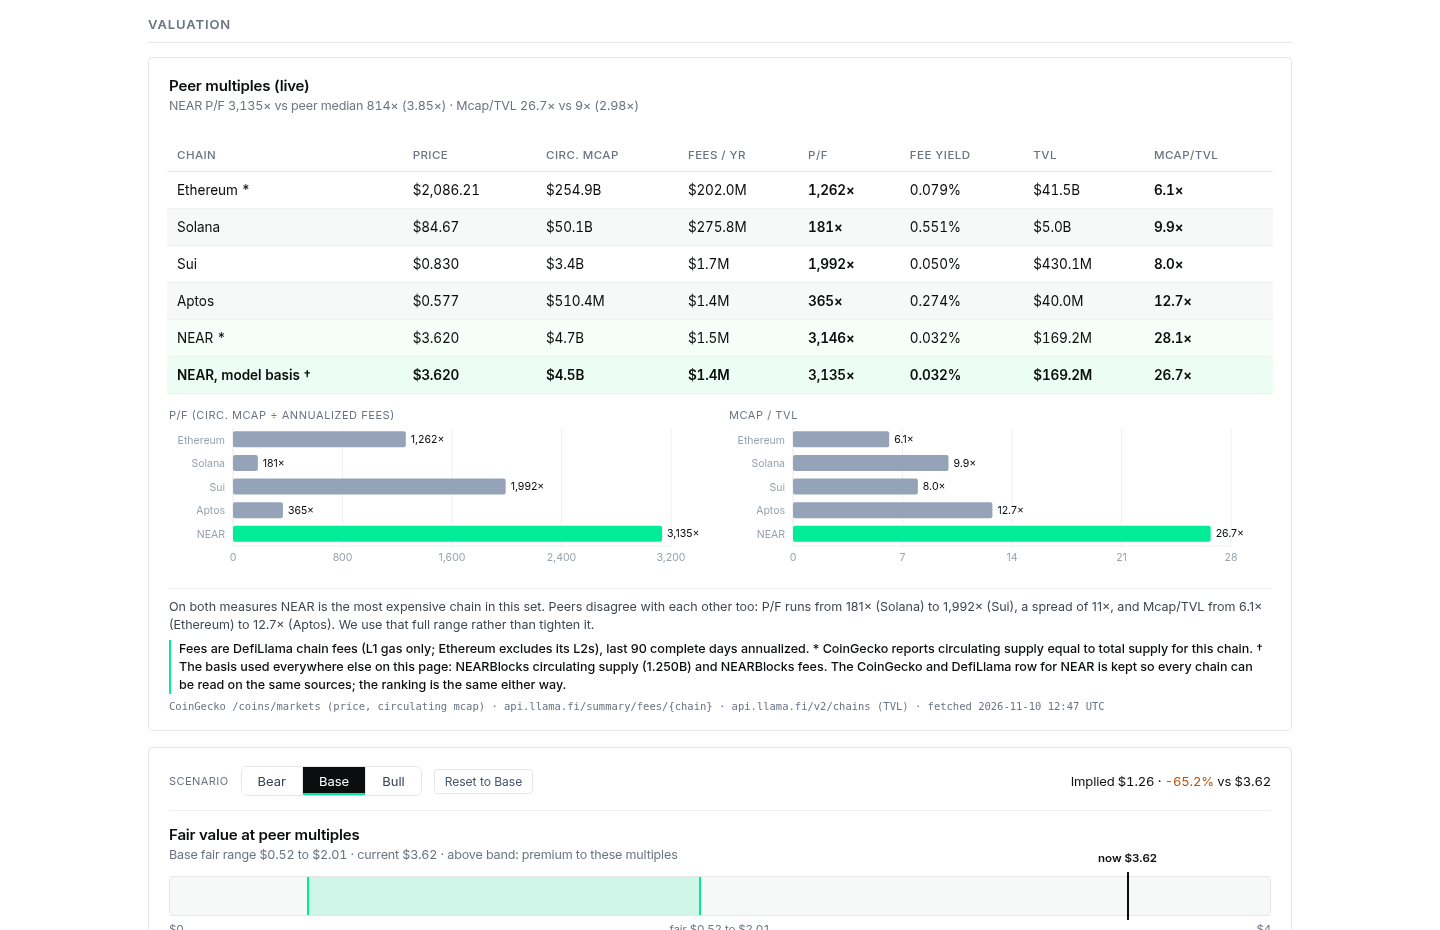 VALUATION
Peer multiples (live)
NEAR P/F 3,135× vs peer median 814× (3.85×) · Mcap/TVL 26.7× vs 9× (2.98×)
CHAIN PRICE CIRC. MCAP FEES / YR P/F FEE YIELD TVL MCAP/TVL
Ethereum * $2,086.21 $254.9B $202.0M 1,262× 0.079% $41.5B 6.1×
Solana $84.67 $50.1B $275.8M 181× 0.551% $5.0B 9.9×
Sui $0.830 $3.4B $1.7M 1,992× 0.050% $430.1M 8.0×
Aptos $0.577 $510.4M $1.4M 365× 0.274% $40.0M 12.7×
NEAR * $3.620 $4.7B $1.5M 3,146× 0.032% $169.2M 28.1×
NEAR, model basis † $3.620 $4.5B $1.4M 3,135× 0.032% $169.2M 26.7×
P/F (CIRC. MCAP ÷ ANNUALIZED FEES)
Ethereum 1,262×
Solana 181×
Sui 1,992×
Aptos 365×
NEAR 3,135×
0 800 1,600 2,400 3,200
MCAP / TVL
Ethereum 6.1×
Solana 9.9×
Sui 8.0×
Aptos 12.7×
NEAR 26.7×
0 7 14 21 28
On both measures NEAR is the most expensive chain in this set. Peers disagree with each other too: P/F runs from 181× (Solana) to 1,992× (Sui), a spread of 11×, and Mcap/TVL from 6.1×
(Ethereum) to 12.7× (Aptos). We use that full range rather than tighten it.
Fees are DefiLlama chain fees (L1 gas only; Ethereum excludes its L2s), last 90 complete days annualized. * CoinGecko reports circulating supply equal to total supply for this chain. †
The basis used everywhere else on this page: NEARBlocks circulating supply (1.250B) and NEARBlocks fees. The CoinGecko and DefiLlama row for NEAR is kept so every chain can
be read on the same sources; the ranking is the same either way.
CoinGecko /coins/markets (price, circulating mcap) · api.llama.fi/summary/fees/{chain} · api.llama.fi/v2/chains (TVL) · fetched 2026-11-10 12:47 UTC
SCENARIO Bear Base Bull Reset to Base Implied $1.26 · -65.2% vs $3.62
Fair value at peer multiples
Base fair range $0.52 to $2.01 · current $3.62 · above band: premium to these multiples
now $3.62
$0 fair $0.52 to $2.01 $4